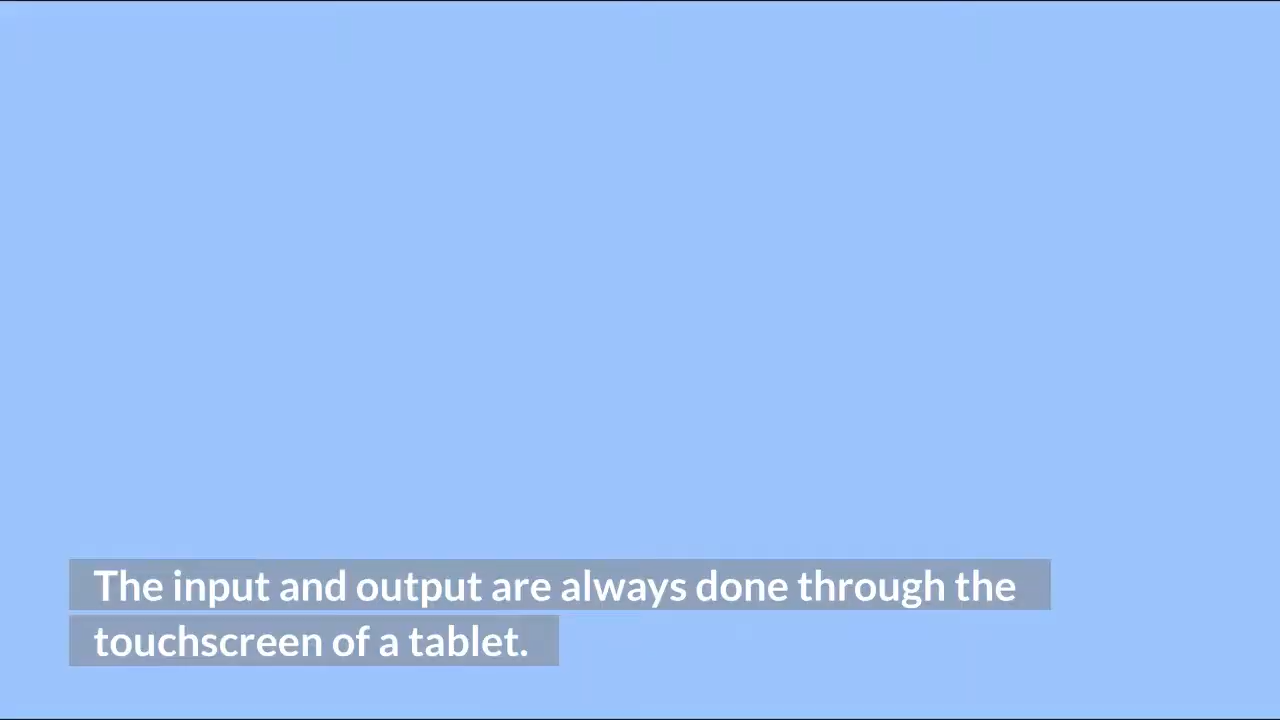 The input and output are always done through the
touchscreen of a tablet.